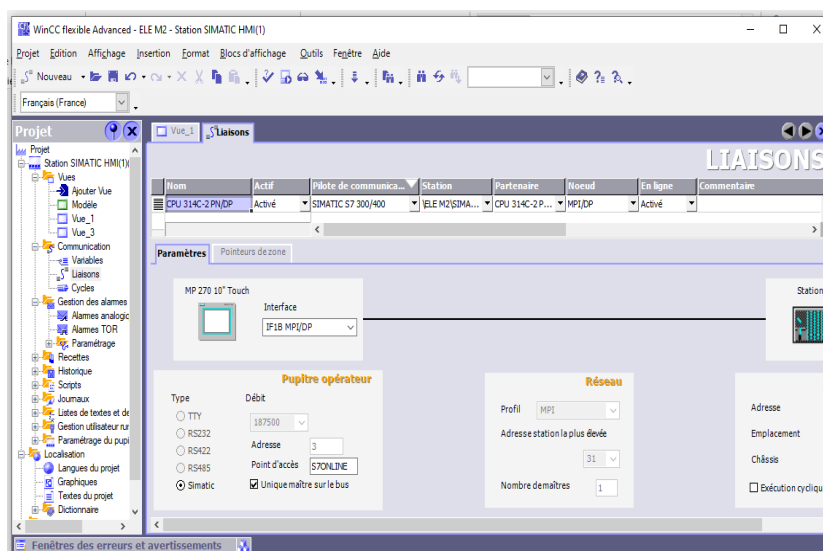 WinCC flexible Advanced - ELE M2 - Station SIMATIC HMI(1)
Projet Edition Affichage Insertion Format Blocs d'affichage Outils Fenêtre Aide
Nouveau
Français (France)
Projet
Vue_1 Liaisons
LIAISONS
Projet
Station SIMATIC HMI(1)(
Vues
Ajouter Vue
Modèle
Vue_1
Vue_3
Communication
Variables
Liaisons
Cycles
Gestion des alarmes
Alarmes analogic
Alarmes TOR
Paramétrage
Recettes
Historique
Scripts
Journaux
Listes de textes et de
Gestion utilisateur rur
Paramétrage du pupi
Localisation
Langues du projet
Graphiques
Textes du projet
Dictionnaire
Nom Actif Pilote de communica... Station Partenaire Noeud En ligne Commentaire
CPU 314C-2 PN/DP Activé SIMATIC S7 300/400 \ELE M2\SIMA... CPU 314C-2 P... MPI/DP Activé
Paramètres Pointeurs de zone
MP 270 10" Touch
Interface
IF1B MPI/DP
Station
Pupitre opérateur
Type Débit
TTY
187500
RS232
RS422
Adresse 3
RS485
Point d'accès S7ONLINE
Simatic
Unique maître sur le bus
Réseau
Profil MPI
Adresse station la plus élevée
31
Nombre de maîtres 1
Adresse
Emplacement
Châssis
Exécution cyclique
Fenêtres des erreurs et avertissements